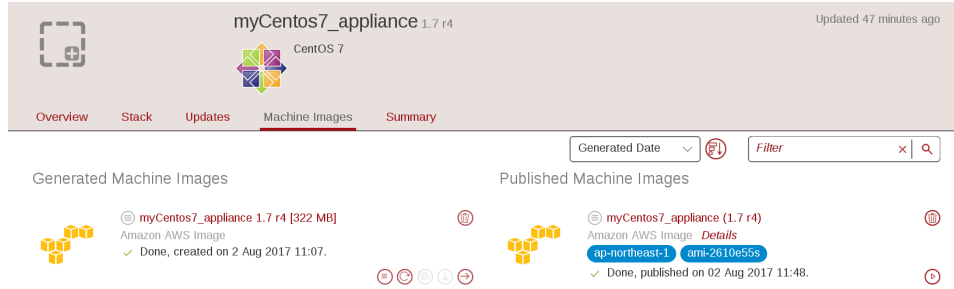 myCentos7_appliance 1.7 r4
Updated 47 minutes ago
CentOS 7
Overview Stack Updates Machine Images Summary
Generated Date Filter
Generated Machine Images
Published Machine Images
myCentos7_appliance 1.7 r4 [322 MB]
Amazon AWS Image
Done, created on 2 Aug 2017 11:07.
myCentos7_appliance (1.7 r4)
Amazon AWS Image Details
ap-northeast-1 ami-2610e55s
Done, published on 02 Aug 2017 11:48.